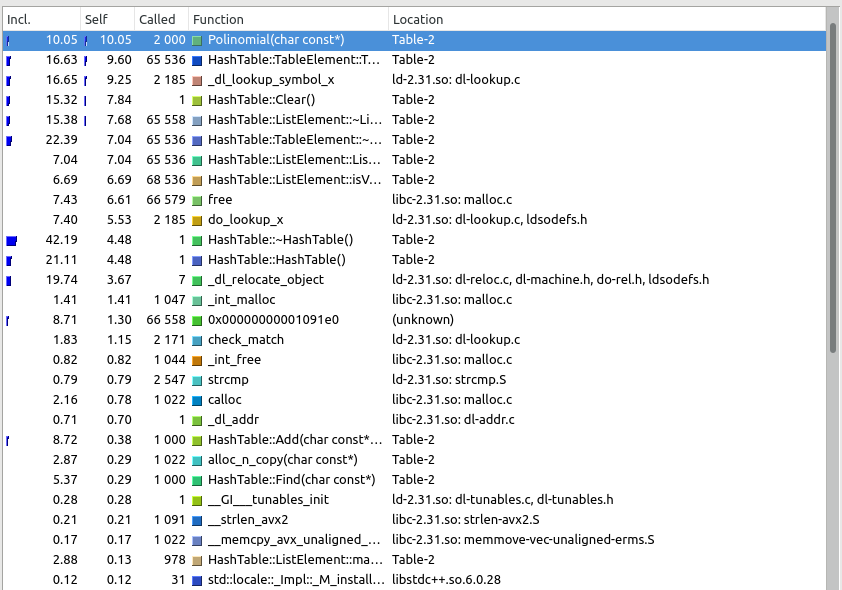 Incl. Self Called Function Location
10.05 10.05 2 000 Polinomial(char const*) Table-2
16.63 9.60 65 536 HashTable::TableElement::T... Table-2
16.65 9.25 2 185 _dl_lookup_symbol_x ld-2.31.so: dl-lookup.c
15.32 7.84 1 HashTable::Clear() Table-2
15.38 7.68 65 558 HashTable::ListElement::~Li... Table-2
22.39 7.04 65 536 HashTable::TableElement::~... Table-2
7.04 7.04 65 536 HashTable::ListElement::Lis... Table-2
6.69 6.69 68 536 HashTable::ListElement::isV... Table-2
7.43 6.61 66 579 free libc-2.31.so: malloc.c
7.40 5.53 2 185 do_lookup_x ld-2.31.so: dl-lookup.c, ldsodefs.h
42.19 4.48 1 HashTable::~HashTable() Table-2
21.11 4.48 1 HashTable::HashTable() Table-2
19.74 3.67 7 _dl_relocate_object ld-2.31.so: dl-reloc.c, dl-machine.h, do-rel.h, ldsodefs.h
1.41 1.41 1 047 _int_malloc libc-2.31.so: malloc.c
8.71 1.30 66 558 0x00000000001091e0 (unknown)
1.83 1.15 2 171 check_match ld-2.31.so: dl-lookup.c
0.82 0.82 1 044 _int_free libc-2.31.so: malloc.c
0.79 0.79 2 547 strcmp ld-2.31.so: strcmp.S
2.16 0.78 1 022 calloc libc-2.31.so: malloc.c
0.71 0.70 1 _dl_addr libc-2.31.so: dl-addr.c
8.72 0.38 1 000 HashTable::Add(char const*... Table-2
2.87 0.29 1 022 alloc_n_copy(char const*) Table-2
5.37 0.29 1 000 HashTable::Find(char const*) Table-2
0.28 0.28 1 __GI___tunables_init ld-2.31.so: dl-tunables.c, dl-tunables.h
0.21 0.21 1 091 __strlen_avx2 libc-2.31.so: strlen-avx2.S
0.17 0.17 1 022 __memcpy_avx_unaligned_... libc-2.31.so: memmove-vec-unaligned-erms.S
2.88 0.13 978 HashTable::ListElement::ma... Table-2
0.12 0.12 31 std::locale::_Impl::_M_install... libstdc++.so.6.0.28